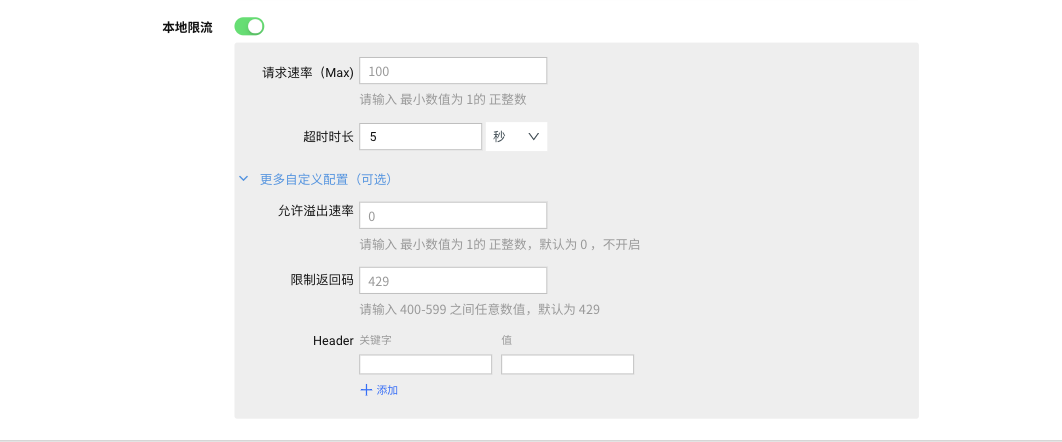 本地限流
请求速率（Max)
100
请输入 最小数值为 1的 正整数
超时时长
5
秒
更多自定义配置（可选）
允许溢出速率
0
请输入 最小数值为 1的 正整数，默认为 0 ，不开启
限制返回码
429
请输入 400-599 之间任意数值，默认为 429
Header
关键字
值
添加